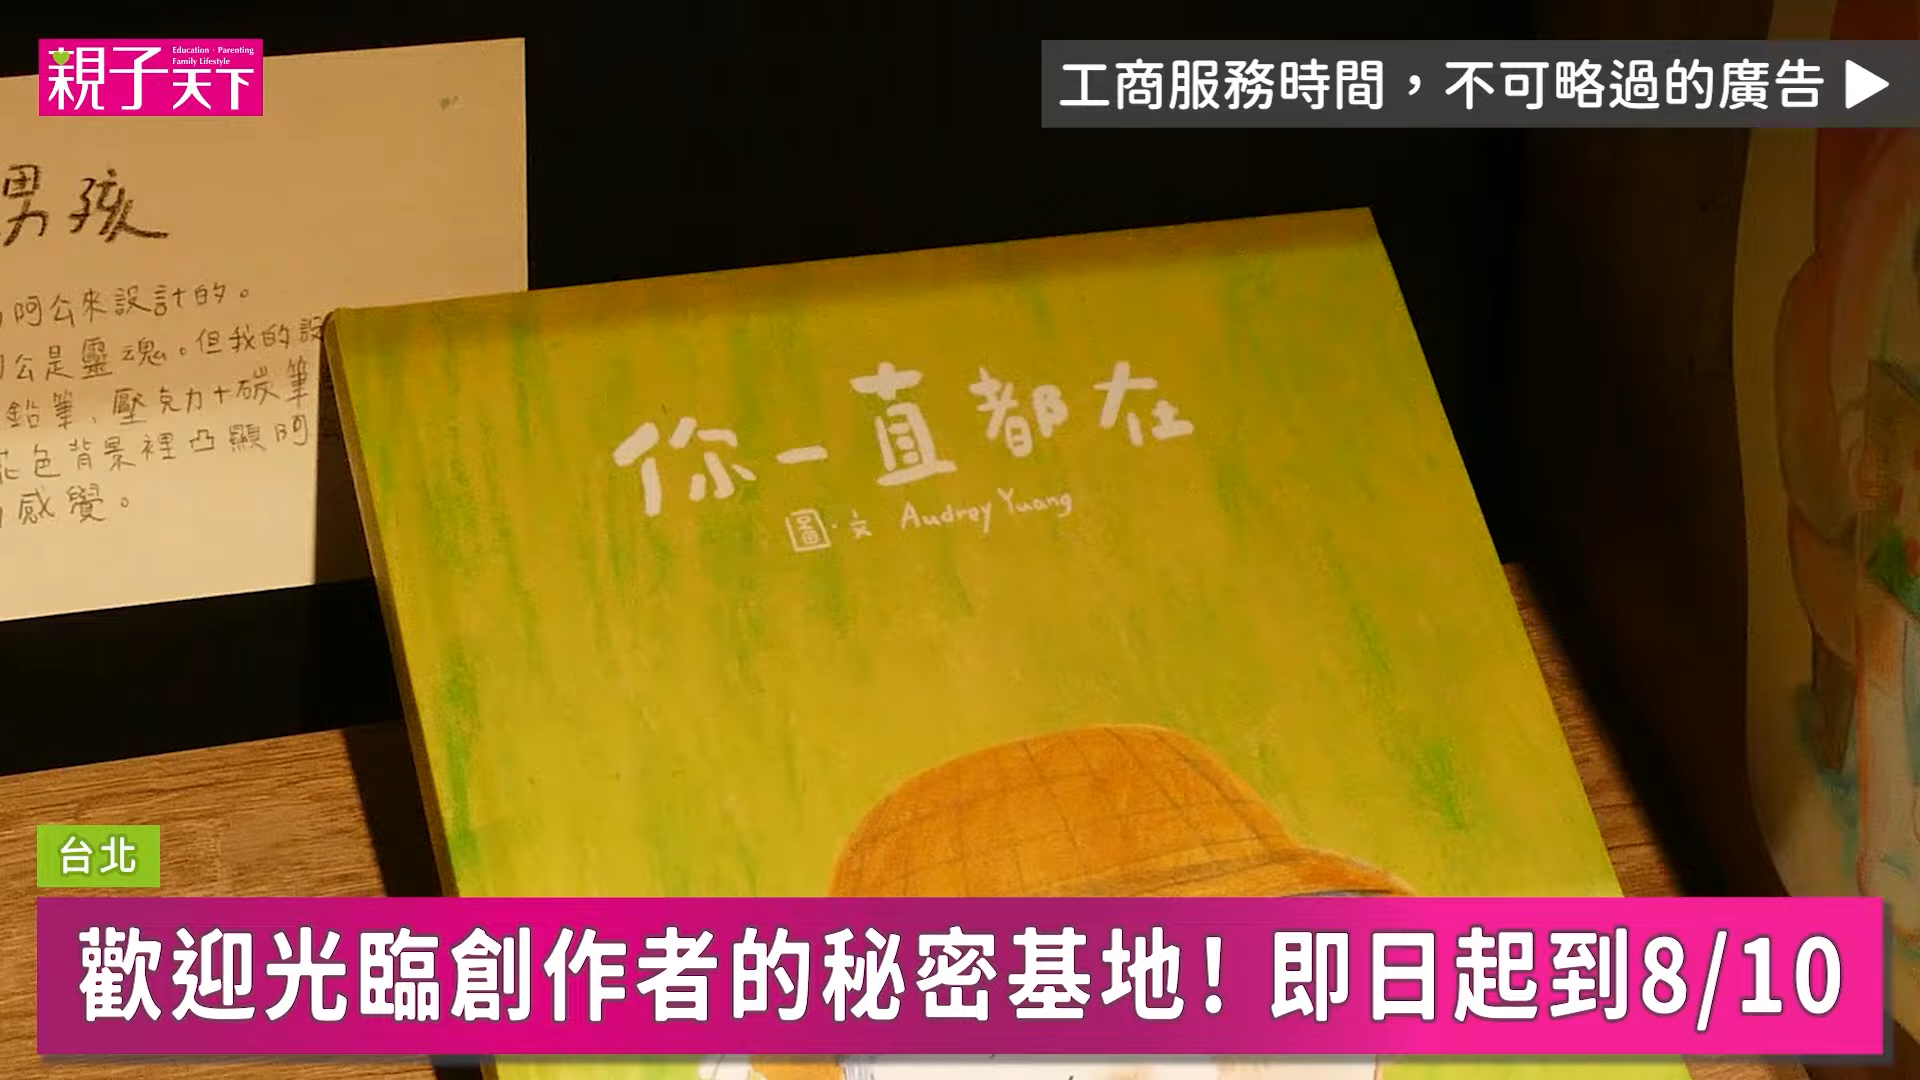 親子天下
Education · Parenting
Family Lifestyle
工商服務時間，不可略過的廣告
男孩
阿公來設計的。
公是靈魂。但我的設
鉛筆、壓克力+碳筆
色背景裡凸顯阿
感覺。
你一直都在
圖·文 Audrey Yuang
台北
歡迎光臨創作者的秘密基地！即日起到8/10